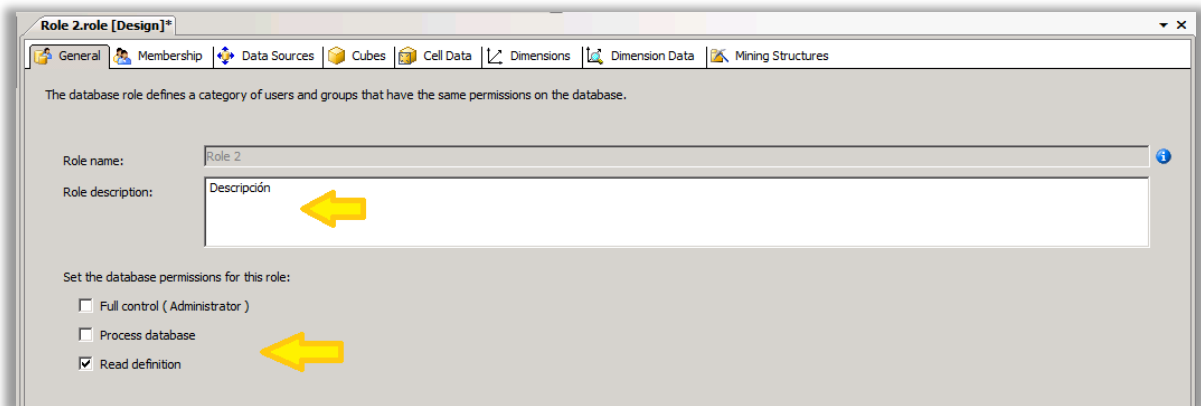 Role 2.role [Design]*
General Membership Data Sources Cubes Cell Data Dimensions Dimension Data Mining Structures
The database role defines a category of users and groups that have the same permissions on the database.
Role name: Role 2
Role description: Descripción
Set the database permissions for this role:
Full control ( Administrator )
Process database
Read definition